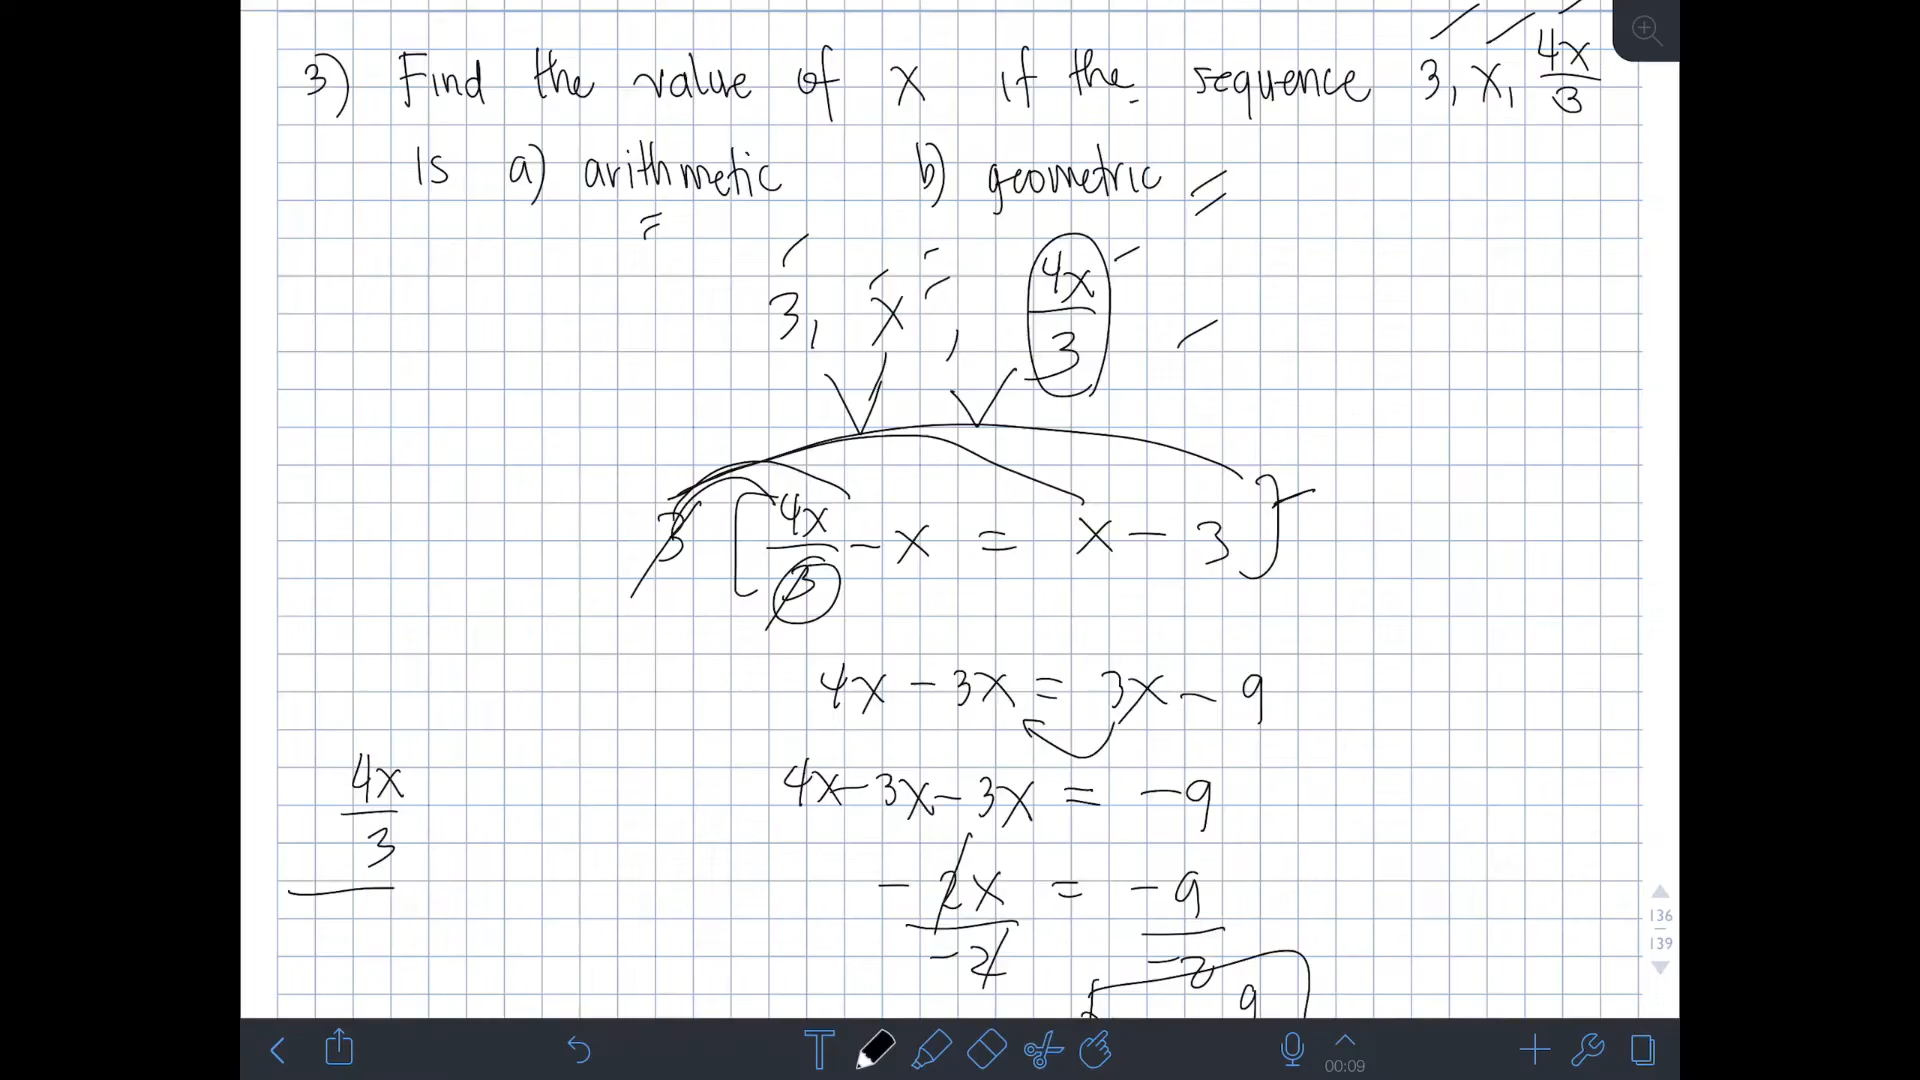 3) Find the value of x if the sequence 3, x, 4x/3
is a) arithmetic b) geometric
3, x, 4x/3
3 [4x/3 - x = x - 3]
4x - 3x = 3x - 9
4x - 3x - 3x = -9
4x/3
-2x/-2 = -9/-2
9
136
139
T
00:09